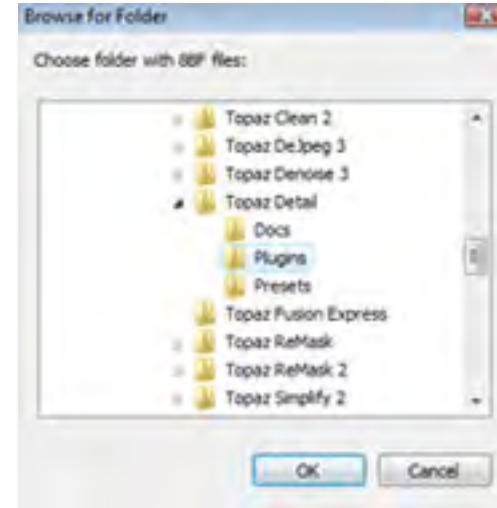 Browse for Folder
Choose folder with 8BF files:
Topaz Clean 2
Topaz DeJpeg 3
Topaz Denoise 3
Topaz Detail
Docs
Plugins
Presets
Topaz Fusion Express
Topaz ReMask
Topaz ReMask 2
Topaz Simplify 2
OK Cancel